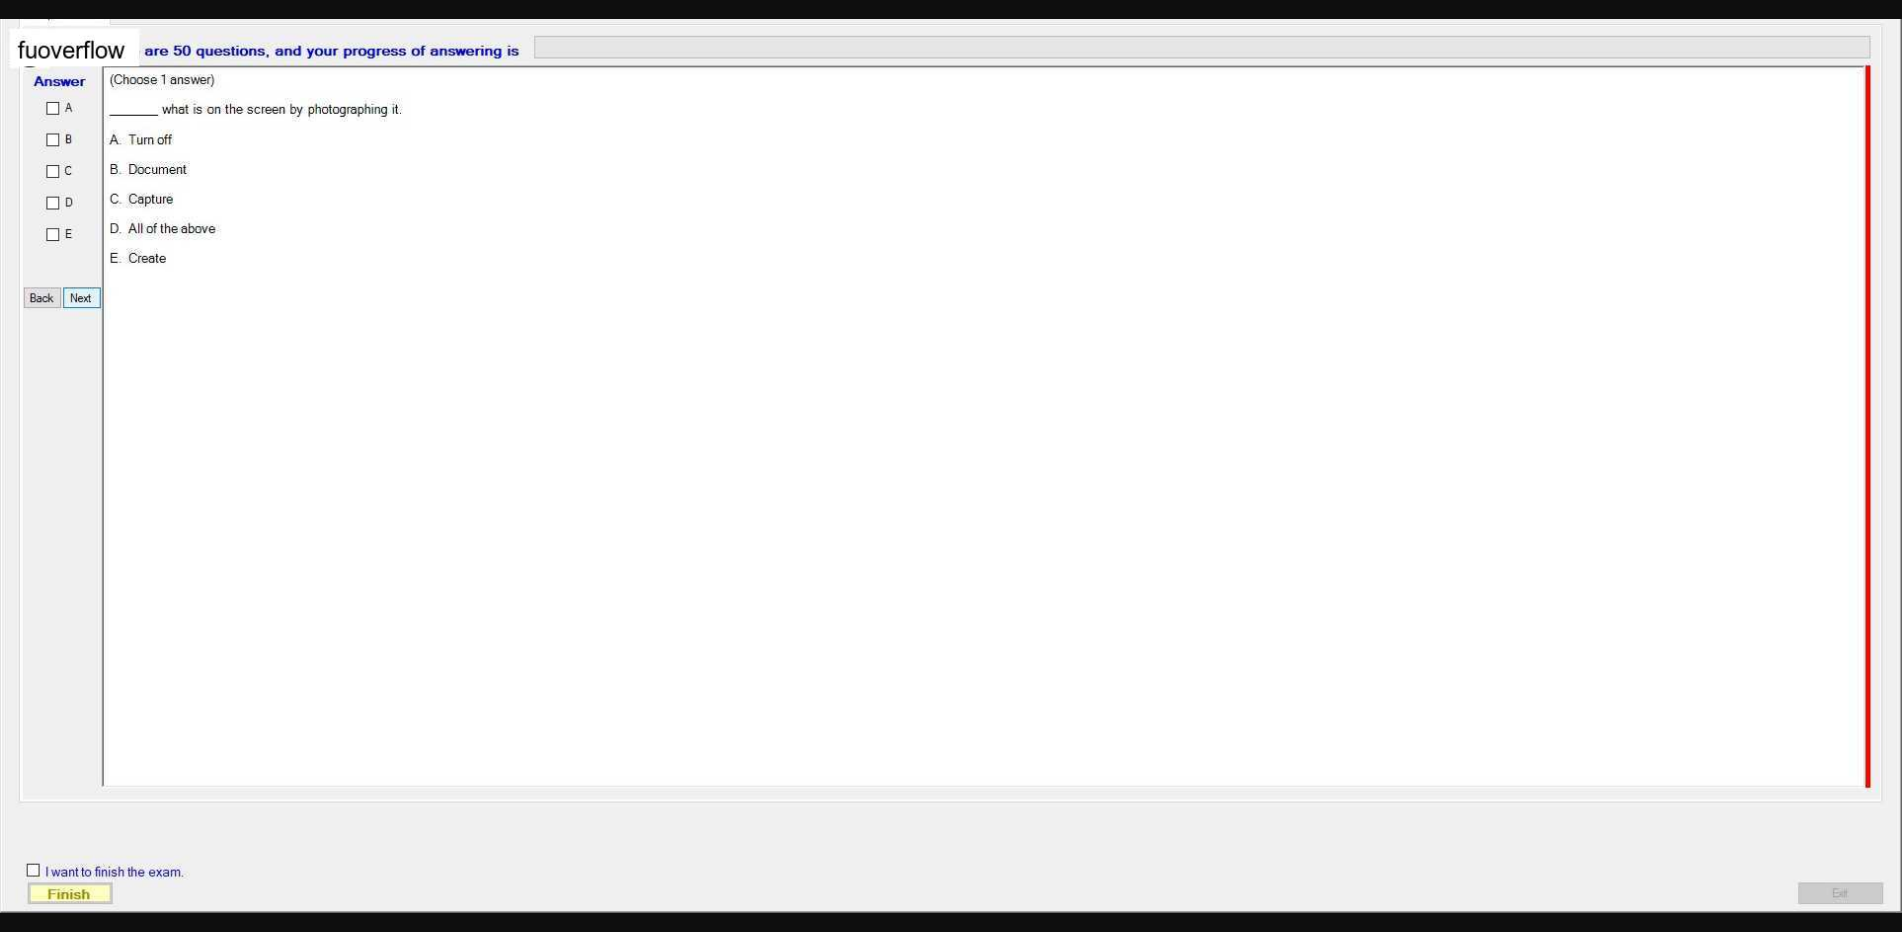 fuoverflow are 50 questions, and your progress of answering is
Answer
(Choose 1 answer)
A
_______ what is on the screen by photographing it.
B
A. Turn off
C
B. Document
D
C. Capture
E
D. All of the above
E. Create
Back Next
I want to finish the exam.
Finish
Exit